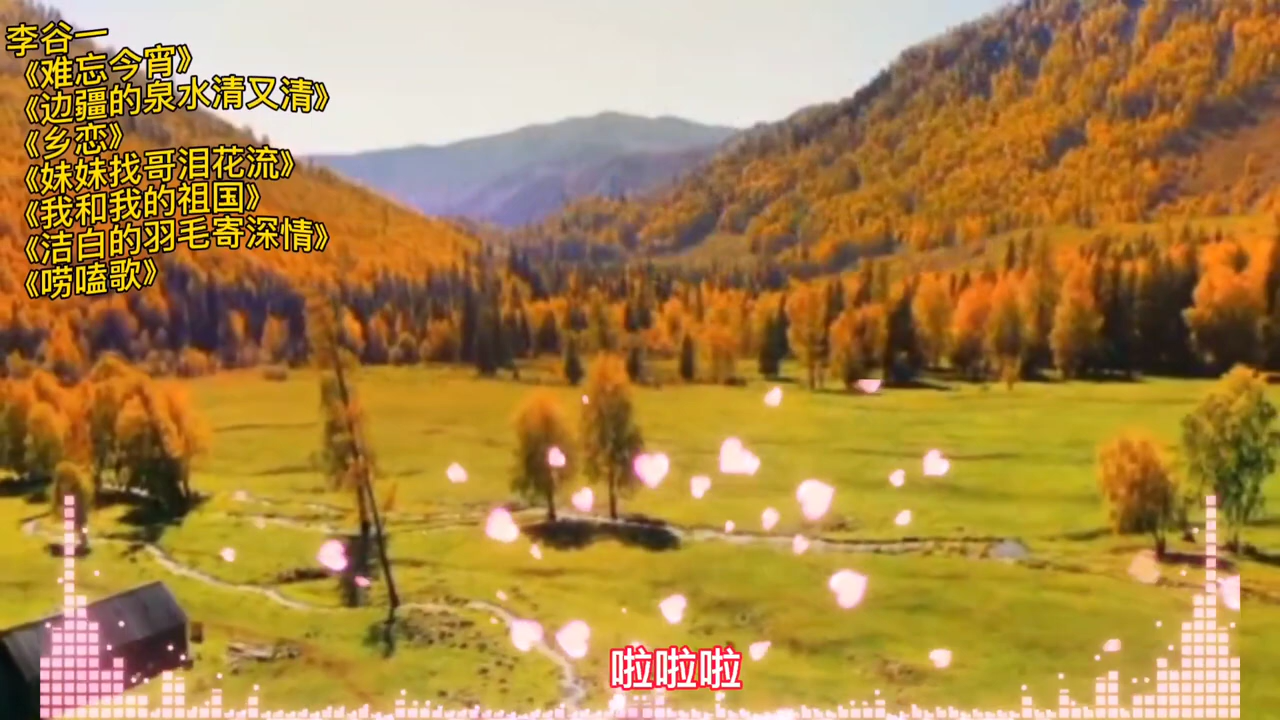 李谷一
《难忘今宵》
《边疆的泉水清又清》
《乡恋》
《妹妹找哥泪花流》
《我和我的祖国》
《洁白的羽毛寄深情》
《唠嗑歌》
啦啦啦